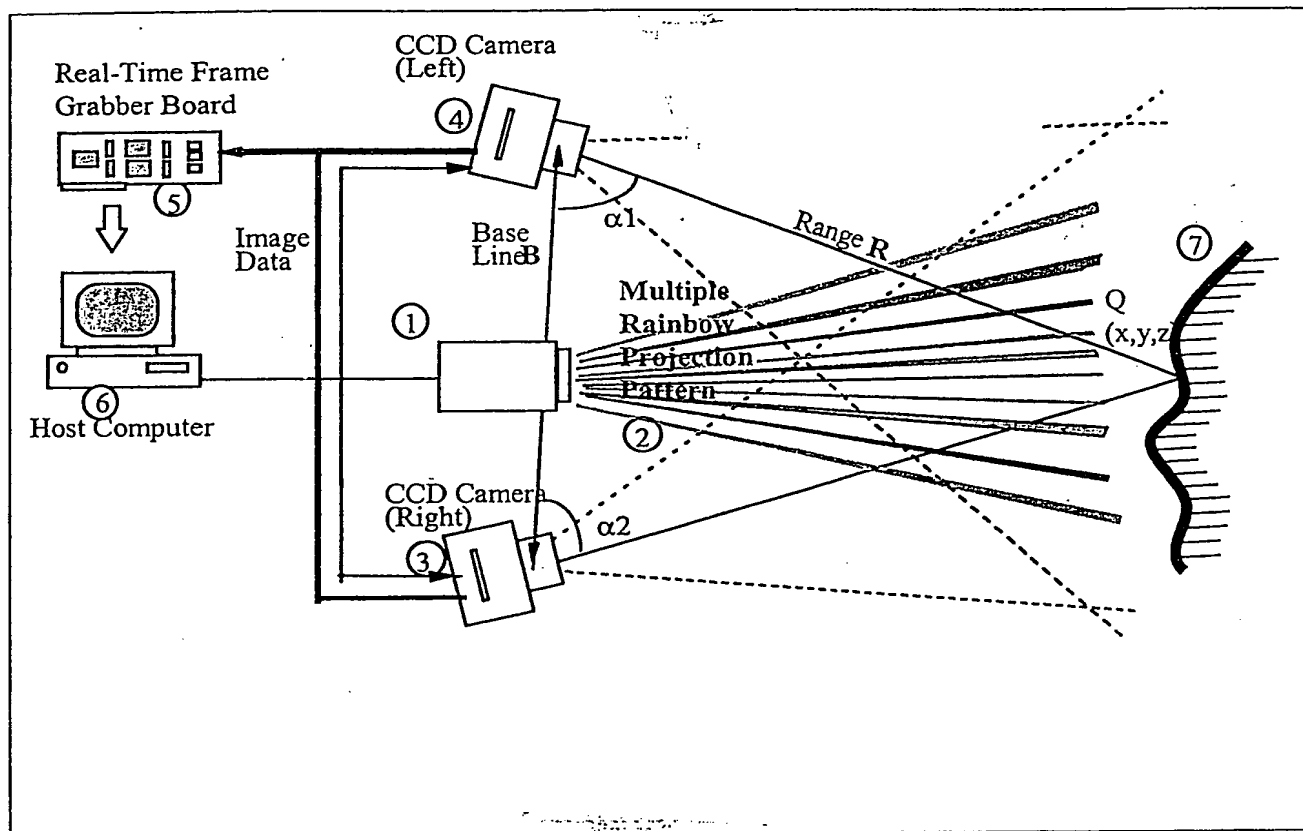 CCD Camera
(Left)
Real-Time Frame
Grabber Board
④
⑤
α1
Image
Data
Base
Line B
Range R
⑦
Multiple
Rainbow
Projection
Pattern
Q
(x,y,z)
①
②
⑥
Host Computer
CCD Camera
(Right)
α2
③